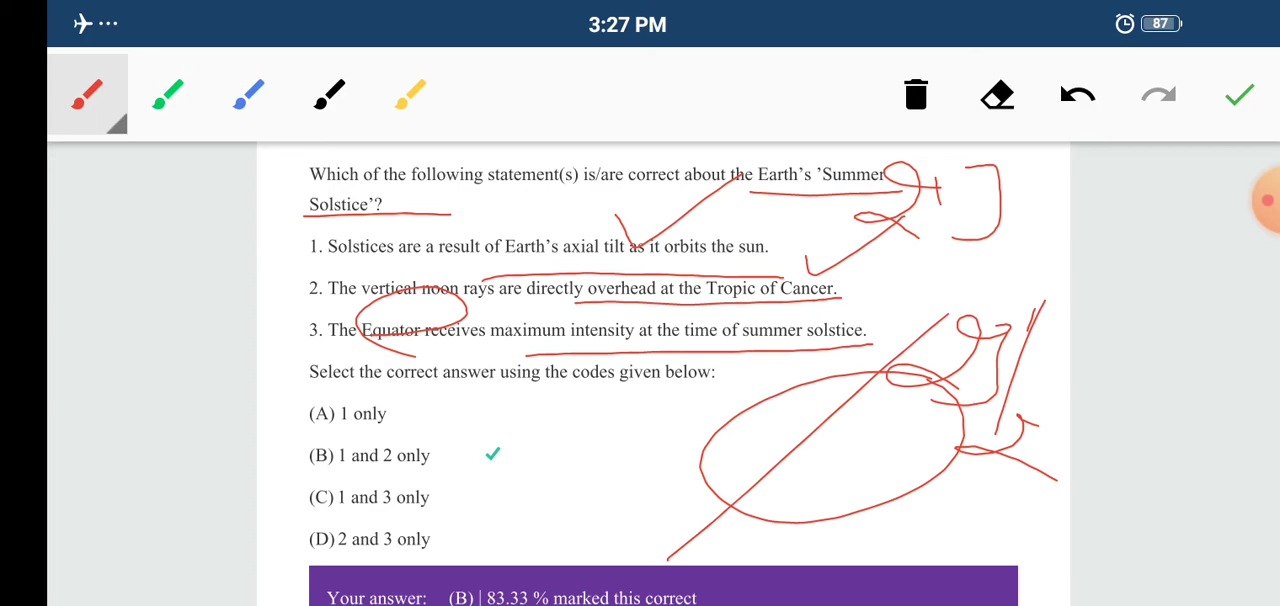 3:27 PM
87
Which of the following statement(s) is/are correct about the Earth's 'Summer
Solstice'?
1. Solstices are a result of Earth's axial tilt as it orbits the sun.
2. The vertical noon rays are directly overhead at the Tropic of Cancer.
3. The Equator receives maximum intensity at the time of summer solstice.
Select the correct answer using the codes given below:
(A) 1 only
(B) 1 and 2 only
(C) 1 and 3 only
(D) 2 and 3 only
Your answer: (B) | 83.33 % marked this correct